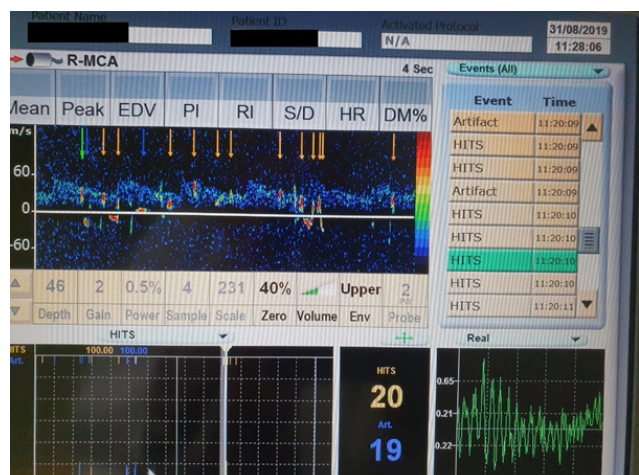 Patient Name
Patient ID
Activated Protocol
N/A
31/08/2019
11:28:06
R-MCA
4 Sec
Mean Peak EDV PI RI S/D HR DM%
m/s
60
0
-60
46 2 0.5% 4 231 40% Upper 2
Depth Gain Power Sample Scale Zero Volume Env Probe
Events (All)
Event Time
Artifact 11:20:09
HITS 11:20:09
HITS 11:20:09
Artifact 11:20:09
HITS 11:20:10
HITS 11:20:10
HITS 11:20:10
HITS 11:20:10
HITS 11:20:11
HITS
HITS 100.00 100.00
Art.
HITS
20
Art.
19
Real
0.65
0.21
0.22